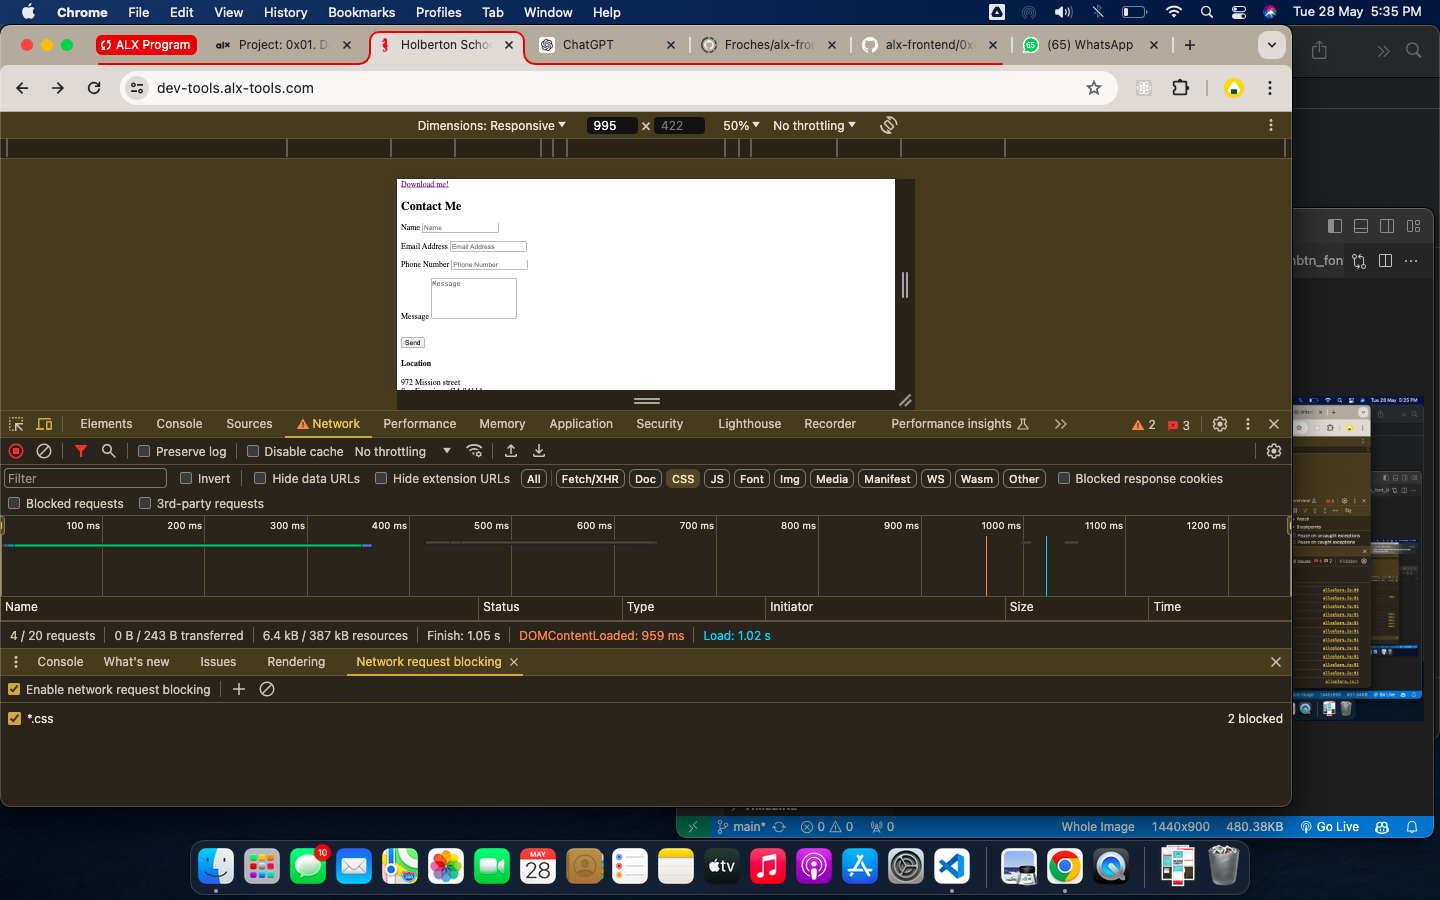 Chrome File Edit View History Bookmarks Profiles Tab Window Help Tue 28 May 5:35 PM
ALX Program alx Project: 0x01. D Holberton Scho ChatGPT Froches/alx-fro alx-frontend/0x (65) WhatsApp
dev-tools.alx-tools.com
Dimensions: Responsive 995 × 422 50% No throttling
Download me!
Contact Me
Name Name
Email Address Email Address
Phone Number Phone Number
Message
Message
Send
Location
972 Mission street
Elements Console Sources Network Performance Memory Application Security Lighthouse Recorder Performance insights 2 3
Preserve log Disable cache No throttling
Filter Invert Hide data URLs Hide extension URLs All Fetch/XHR Doc CSS JS Font Img Media Manifest WS Wasm Other Blocked response cookies
Blocked requests 3rd-party requests
100 ms 200 ms 300 ms 400 ms 500 ms 600 ms 700 ms 800 ms 900 ms 1000 ms 1100 ms 1200 ms
Name Status Type Initiator Size Time
4 / 20 requests 0 B / 243 B transferred 6.4 kB / 387 kB resources Finish: 1.05 s DOMContentLoaded: 959 ms Load: 1.02 s
Console What's new Issues Rendering Network request blocking
Enable network request blocking
*.css 2 blocked
main* 0 0 0 Whole Image 1440x900 480.38KB Go Live
10
MAY
28
tv